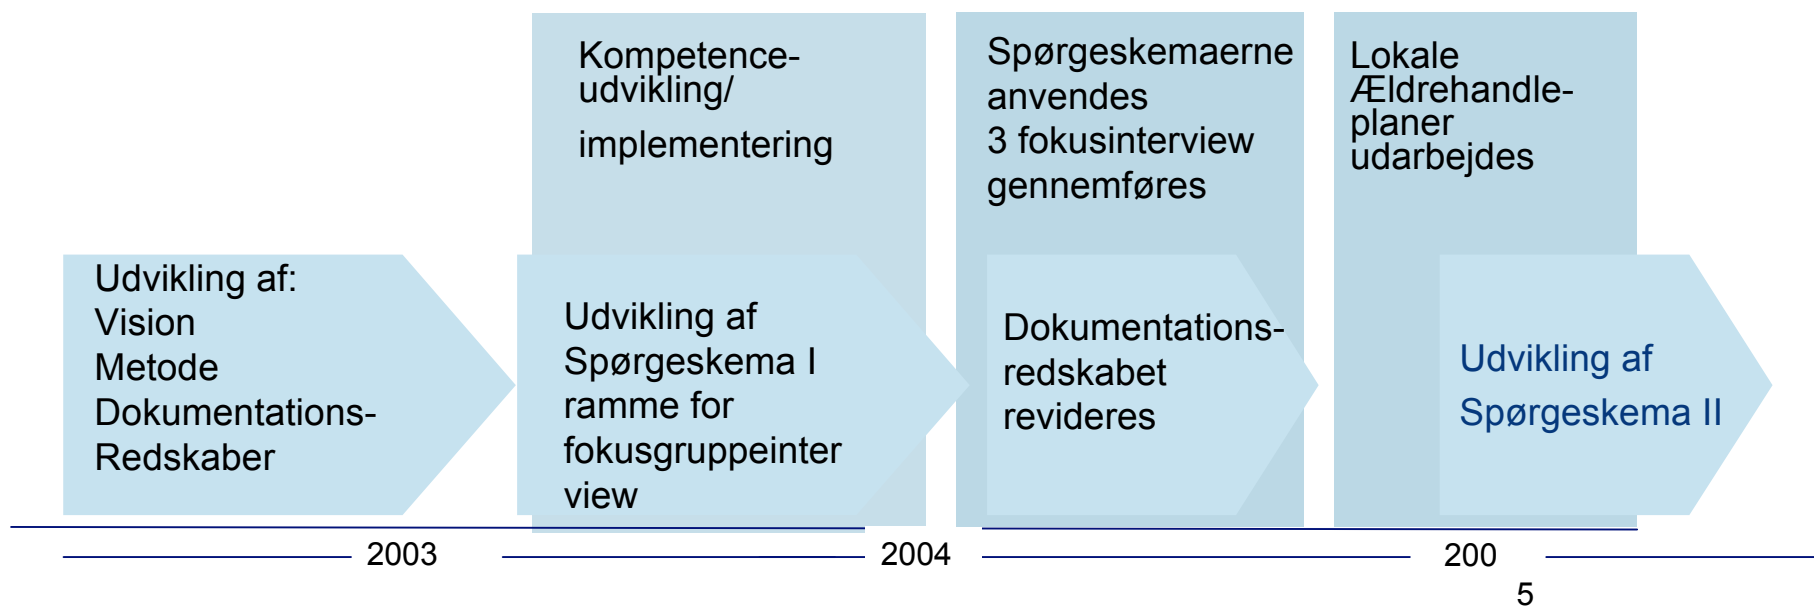 Kompetence-
udvikling/
implementering
Spørgeskemaerne
anvendes
3 fokusinterview
gennemføres
Lokale
Ældrehandle-
planer
udarbejdes
Udvikling af:
Vision
Metode
Dokumentations-
Redskaber
Udvikling af
Spørgeskema I
ramme for
fokusgruppeinter
view
Dokumentations-
redskabet
revideres
Udvikling af
Spørgeskema II
2003
2004
200
5